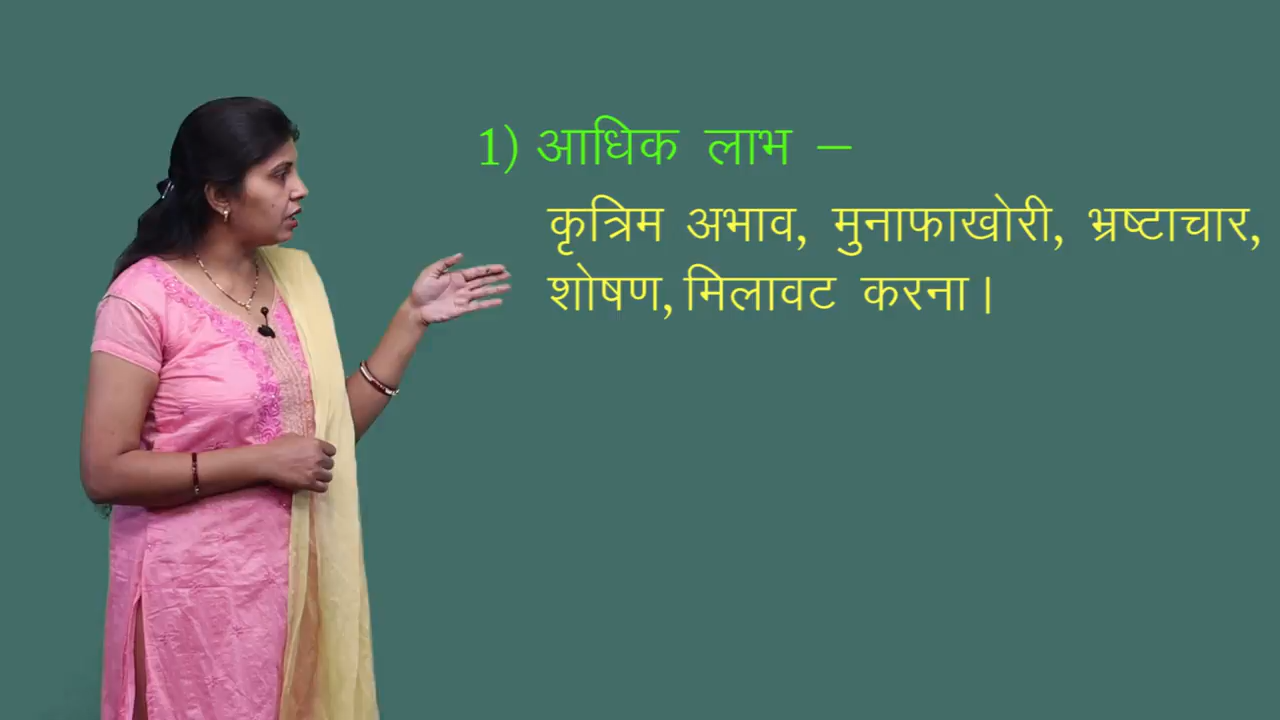 1) आधिक लाभ –
कृत्रिम अभाव, मुनाफाखोरी, भ्रष्टाचार,
शोषण, मिलावट करना।